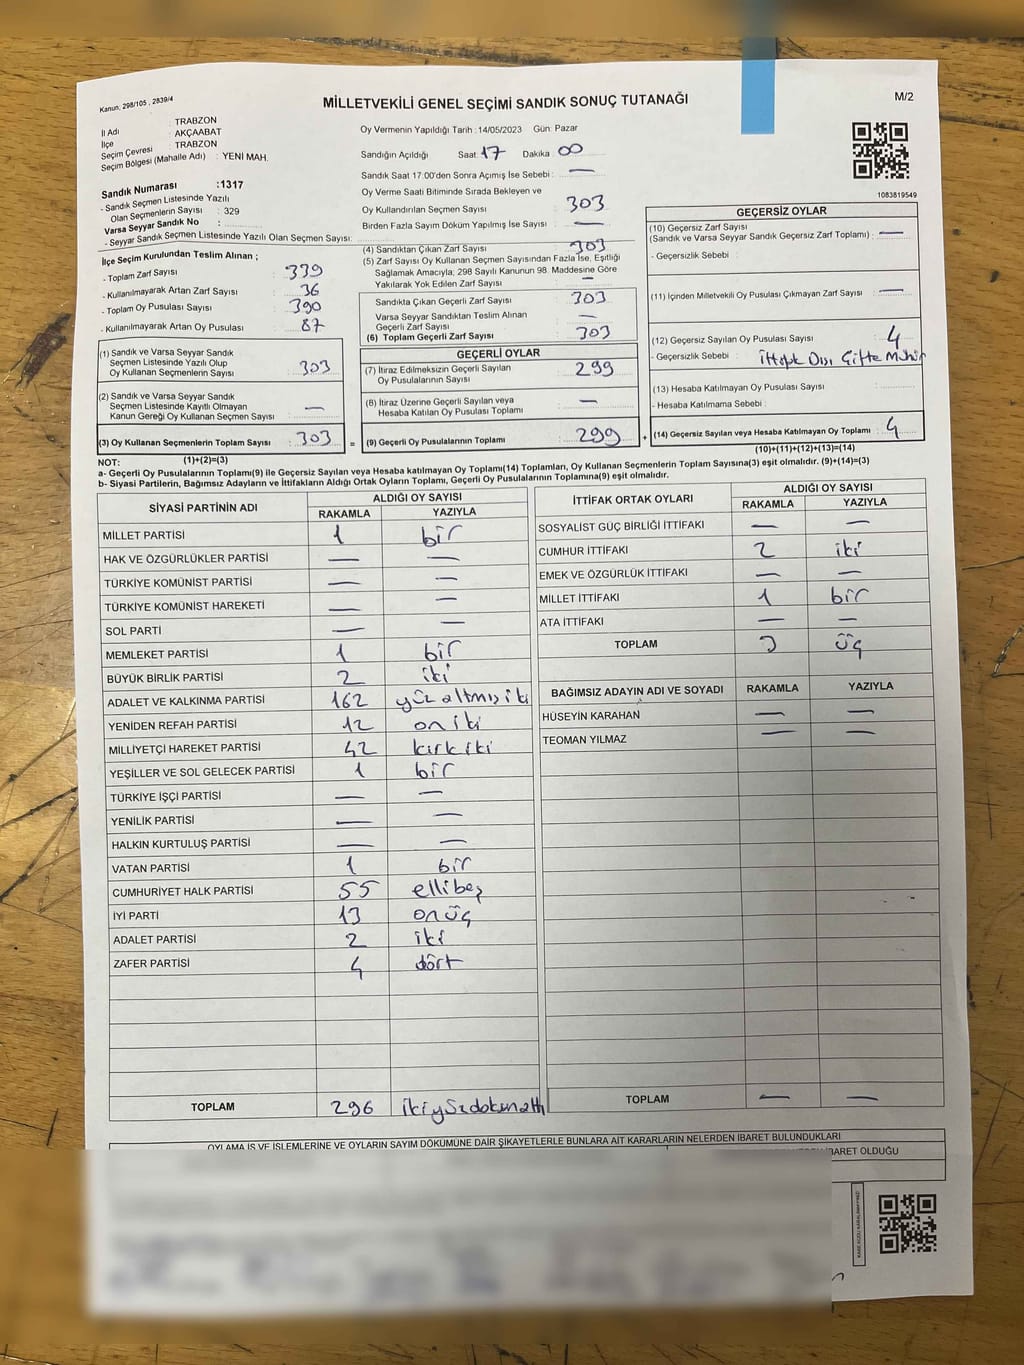 Kanun; 298/105 , 2839/4
MİLLETVEKİLİ GENEL SEÇİMİ SANDIK SONUÇ TUTANAĞI
M/2
İl Adı : TRABZON
İlçe : AKÇAABAT
Seçim Çevresi : TRABZON
Seçim Bölgesi (Mahalle Adı) : YENİ MAH.
Sandık Numarası :1317
- Sandık Seçmen Listesinde Yazılı
Olan Seçmenlerin Sayısı : 329
Varsa Seyyar Sandık No :
- Seyyar Sandık Seçmen Listesinde Yazılı Olan Seçmen Sayısı:
Oy Vermenin Yapıldığı Tarih :14/05/2023 Gün: Pazar
Sandığın Açıldığı Saat: 17 Dakika 00
Sandık Saat 17:00'den Sonra Açımış İse Sebebi : —
Oy Verme Saati Bitiminde Sırada Bekleyen ve
Oy Kullandırılan Seçmen Sayısı 303
Birden Fazla Sayım Döküm Yapılmış İse Sayısı : —
1083819549
İlçe Seçim Kurulundan Teslim Alınan ;
- Toplam Zarf Sayısı : 339
- Kullanılmayarak Artan Zarf Sayısı : 36
- Toplam Oy Pusulası Sayısı : 390
- Kullanılmayarak Artan Oy Pusulası : 87
(1) Sandık ve Varsa Seyyar Sandık
Seçmen Listesinde Yazılı Olup
Oy Kullanan Seçmenlerin Sayısı : 303
(2) Sandık ve Varsa Seyyar Sandık
Seçmen Listesinde Kayıtlı Olmayan
Kanun Gereği Oy Kullanan Seçmen Sayısı : —
(3) Oy Kullanan Seçmenlerin Toplam Sayısı : 303 =
(1)+(2)=(3)
(4) Sandıktan Çıkan Zarf Sayısı : 303
(5) Zarf Sayısı Oy Kullanan Seçmen Sayısından Fazla İse, Eşitliği
Sağlamak Amacıyla; 298 Sayılı Kanunun 98. Maddesine Göre
Yakılarak Yok Edilen Zarf Sayısı : —
Sandıkta Çıkan Geçerli Zarf Sayısı : 303
Varsa Seyyar Sandıktan Teslim Alınan
Geçerli Zarf Sayısı : —
(6) Toplam Geçerli Zarf Sayısı : 303
GEÇERLİ OYLAR
(7) İtiraz Edilmeksizin Geçerli Sayılan
Oy Pusulalarının Sayısı : 299
(8) İtiraz Üzerine Geçerli Sayılan veya
Hesaba Katılan Oy Pusulası Toplamı : —
(9) Geçerli Oy Pusulalarının Toplamı : 299 +
GEÇERSİZ OYLAR
(10) Geçersiz Zarf Sayısı
(Sandık ve Varsa Seyyar Sandık Geçersiz Zarf Toplamı) : —
- Geçersizlik Sebebi :
(11) İçinden Milletvekili Oy Pusulası Çıkmayan Zarf Sayısı : —
(12) Geçersiz Sayılan Oy Pusulası Sayısı : 4
- Geçersizlik Sebebi : İttifak Dışı Çifte Mühür
(13) Hesaba Katılmayan Oy Pusulası Sayısı :
- Hesaba Katılmama Sebebi :
(14) Geçersiz Sayılan veya Hesaba Katılmayan Oy Toplamı : 4
(10)+(11)+(12)+(13)=(14)
NOT:
a- Geçerli Oy Pusulalarının Toplamı(9) ile Geçersiz Sayılan veya Hesaba katılmayan Oy Toplamı(14) Toplamları, Oy Kullanan Seçmenlerin Toplam Sayısına(3) eşit olmalıdır. (9)+(14)=(3)
b- Siyasi Partilerin, Bağımsız Adayların ve İttifakların Aldığı Ortak Oyların Toplamı, Geçerli Oy Pusulalarının Toplamına(9) eşit olmalıdır.
SİYASİ PARTİNİN ADI ALDIĞI OY SAYISI
RAKAMLA YAZIYLA
MİLLET PARTİSİ 1 bir
HAK VE ÖZGÜRLÜKLER PARTİSİ — —
TÜRKİYE KOMÜNİST PARTİSİ — —
TÜRKİYE KOMÜNİST HAREKETİ — —
SOL PARTİ — —
MEMLEKET PARTİSİ 1 bir
BÜYÜK BİRLİK PARTİSİ 2 iki
ADALET VE KALKINMA PARTİSİ 162 yüz altmış iki
YENİDEN REFAH PARTİSİ 12 on iki
MİLLİYETÇİ HAREKET PARTİSİ 42 kırk iki
YEŞİLLER VE SOL GELECEK PARTİSİ 1 bir
TÜRKİYE İŞÇİ PARTİSİ — —
YENİLİK PARTİSİ — —
HALKIN KURTULUŞ PARTİSİ — —
VATAN PARTİSİ 1 bir
CUMHURİYET HALK PARTİSİ 55 ellibeş
İYİ PARTİ 13 onüç
ADALET PARTİSİ 2 iki
ZAFER PARTİSİ 4 dört
TOPLAM 296 ikiyüzdoksanaltı
İTTİFAK ORTAK OYLARI ALDIĞI OY SAYISI
RAKAMLA YAZIYLA
SOSYALİST GÜÇ BİRLİĞİ İTTİFAKI — —
CUMHUR İTTİFAKI 2 iki
EMEK VE ÖZGÜRLÜK İTTİFAKI — —
MİLLET İTTİFAKI 1 bir
ATA İTTİFAKI — —
TOPLAM 3 üç
BAĞIMSIZ ADAYIN ADI VE SOYADI RAKAMLA YAZIYLA
HÜSEYİN KARAHAN — —
TEOMAN YILMAZ — —
TOPLAM — —
OYLAMA İŞ VE İŞLEMLERİNE VE OYLARIN SAYIM DÖKÜMÜNE DAİR ŞİKAYETLERLE BUNLARA AİT KARARLARIN NELERDEN İBARET BULUNDUKLARI
İBARET OLDUĞU
KARE KODU KARALAMAYINIZ!